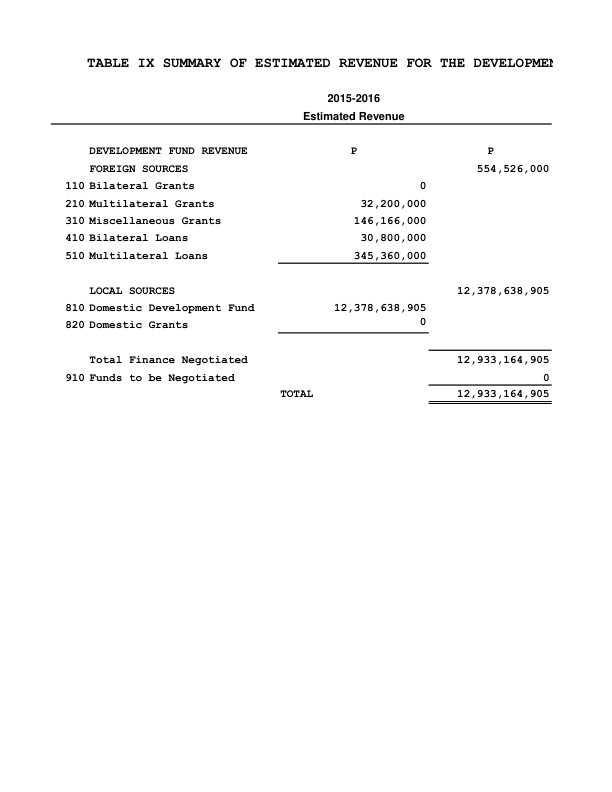 TABLE IX SUMMARY OF ESTIMATED REVENUE FOR THE
2015-2016
Estimated Revenue
DEVELOPMENT FUND REVENUE P P
FOREIGN SOURCES 554,526,000
110 Bilateral Grants 0
210 Multilateral Grants 32,200,000
310 Miscellaneous Grants 146,166,000
410 Bilateral Loans 30,800,000
510 Multilateral Loans 345,360,000
LOCAL SOURCES 12,378,638,905
810 Domestic Development Fund 12,378,638,905
820 Domestic Grants 0
Total Finance Negotiated 12,933,164,905
910 Funds to be Negotiated 0
TOTAL 12,933,164,905